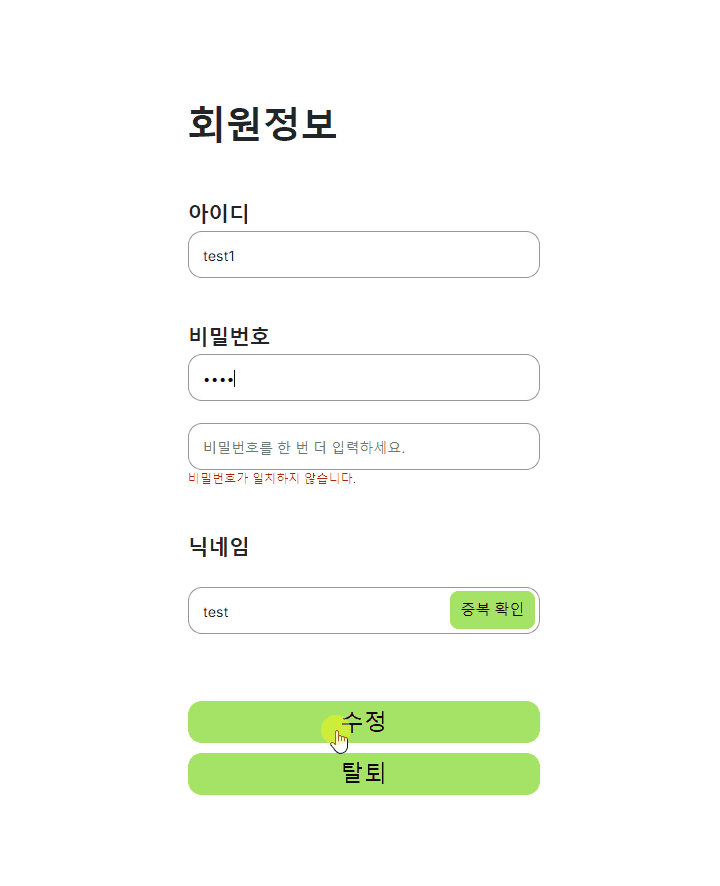 회원정보
아이디
test1
비밀번호
••••
비밀번호를 한 번 더 입력하세요.
비밀번호가 일치하지 않습니다.
닉네임
test
중복 확인
수정
탈퇴